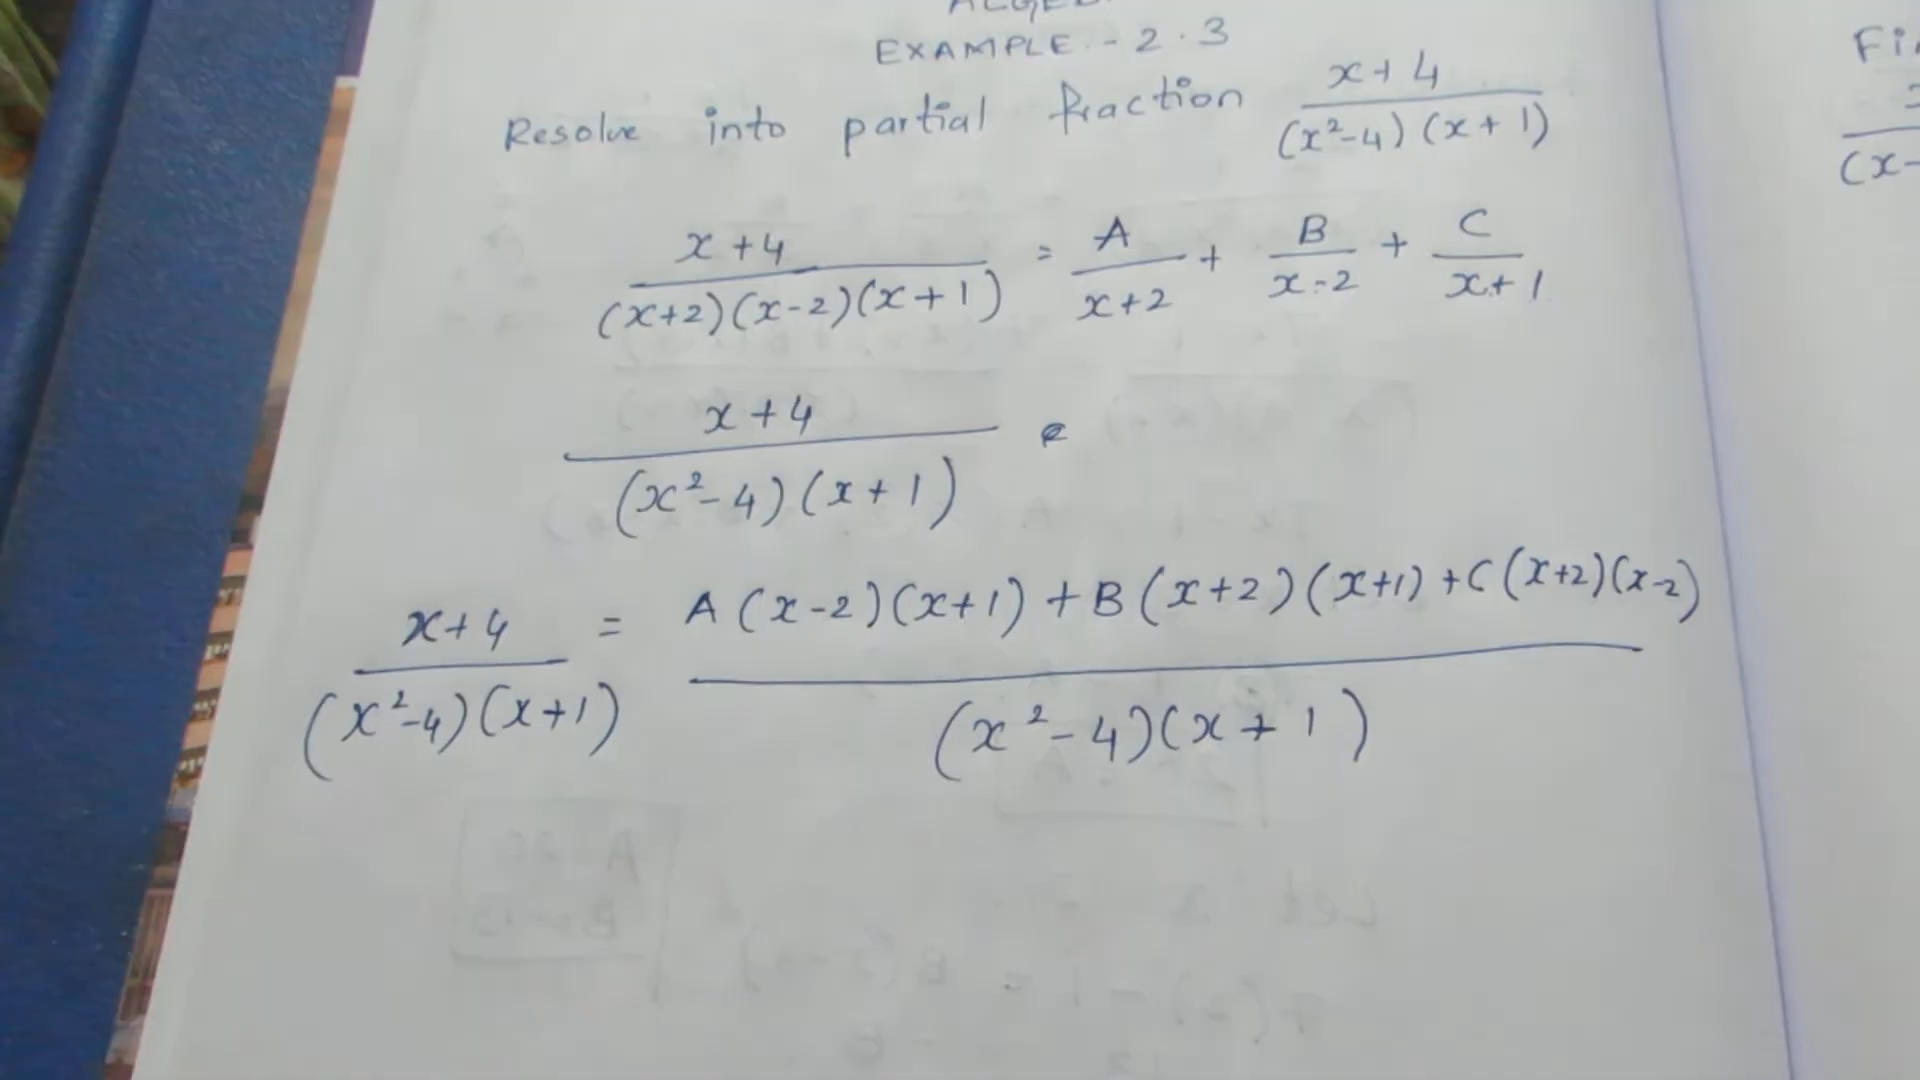 EXAMPLE - 2.3
Resolve into partial fraction x+4 / (x²-4)(x+1)
x+4 / (x+2)(x-2)(x+1) = A / x+2 + B / x-2 + C / x+1
x+4 / (x²-4)(x+1)
x+4 / (x²-4)(x+1) = A(x-2)(x+1)+B(x+2)(x+1)+C(x+2)(x-2) / (x²-4)(x+1)